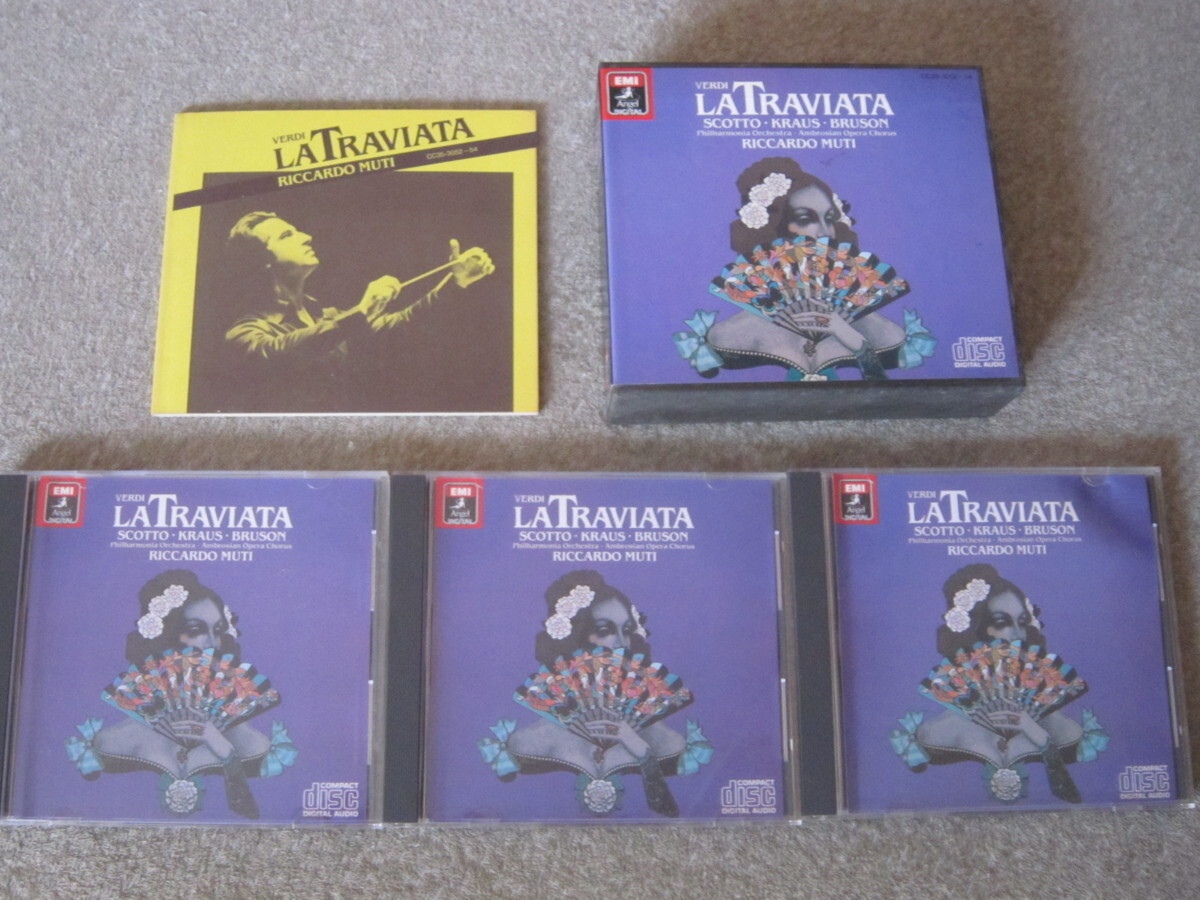 VERDI
LA TRAVIATA
RICCARDO MUTI
CC35-3052~54
EMI
Angel
DIGITAL
CC35-3052~54
VERDI
LA TRAVIATA
SCOTTO · KRAUS · BRUSON
Philharmonia Orchestra · Ambrosian Opera Chorus
RICCARDO MUTI
COMPACT
disc
DIGITAL AUDIO
EMI
Angel
DIGITAL
VERDI
LA TRAVIATA
SCOTTO · KRAUS · BRUSON
Philharmonia Orchestra · Ambrosian Opera Chorus
RICCARDO MUTI
COMPACT
disc
DIGITAL AUDIO
EMI
Angel
DIGITAL
VERDI
LA TRAVIATA
SCOTTO · KRAUS · BRUSON
Philharmonia Orchestra · Ambrosian Opera Chorus
RICCARDO MUTI
COMPACT
disc
DIGITAL AUDIO
EMI
Angel
DIGITAL
VERDI
LA TRAVIATA
SCOTTO · KRAUS · BRUSON
Philharmonia Orchestra · Ambrosian Opera Chorus
RICCARDO MUTI
COMPACT
disc
DIGITAL AUDIO